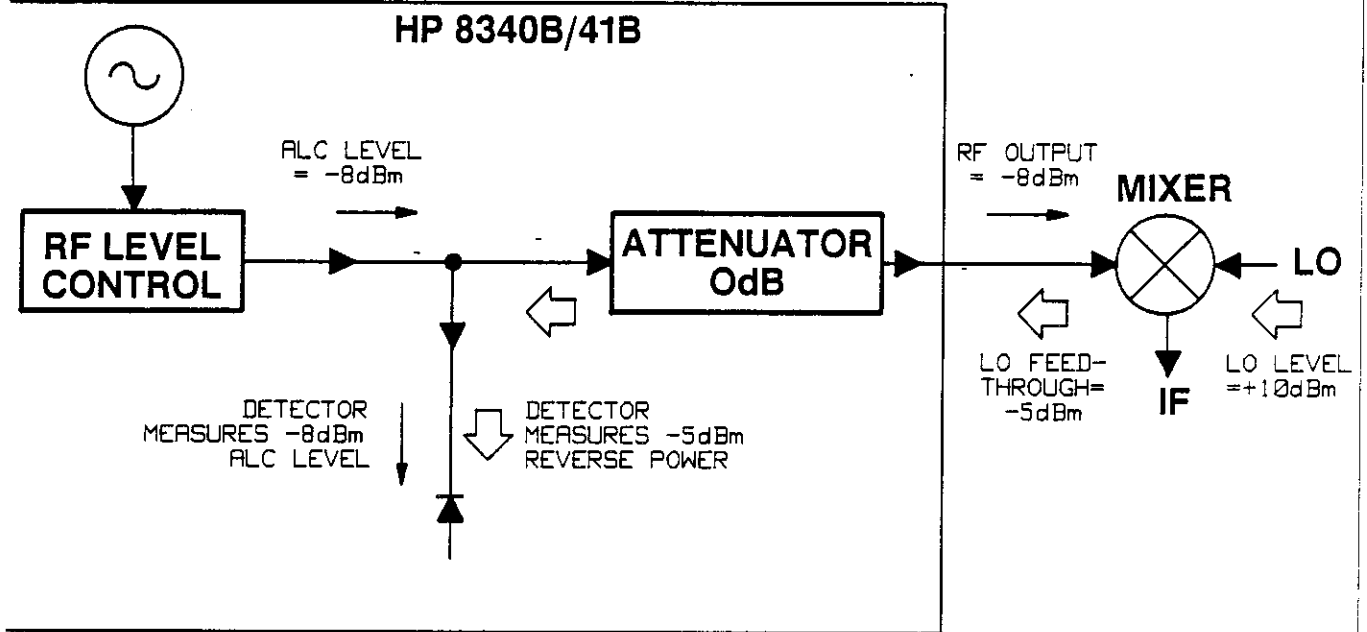 HP 8340B/41B
ALC LEVEL
= -8dBm
RF LEVEL
CONTROL
ATTENUATOR
0dB
RF OUTPUT
= -8dBm
MIXER
LO
LO FEED-
THROUGH=
-5dBm
IF
LO LEVEL
=+10dBm
DETECTOR
MEASURES -8dBm
ALC LEVEL
DETECTOR
MEASURES -5dBm
REVERSE POWER